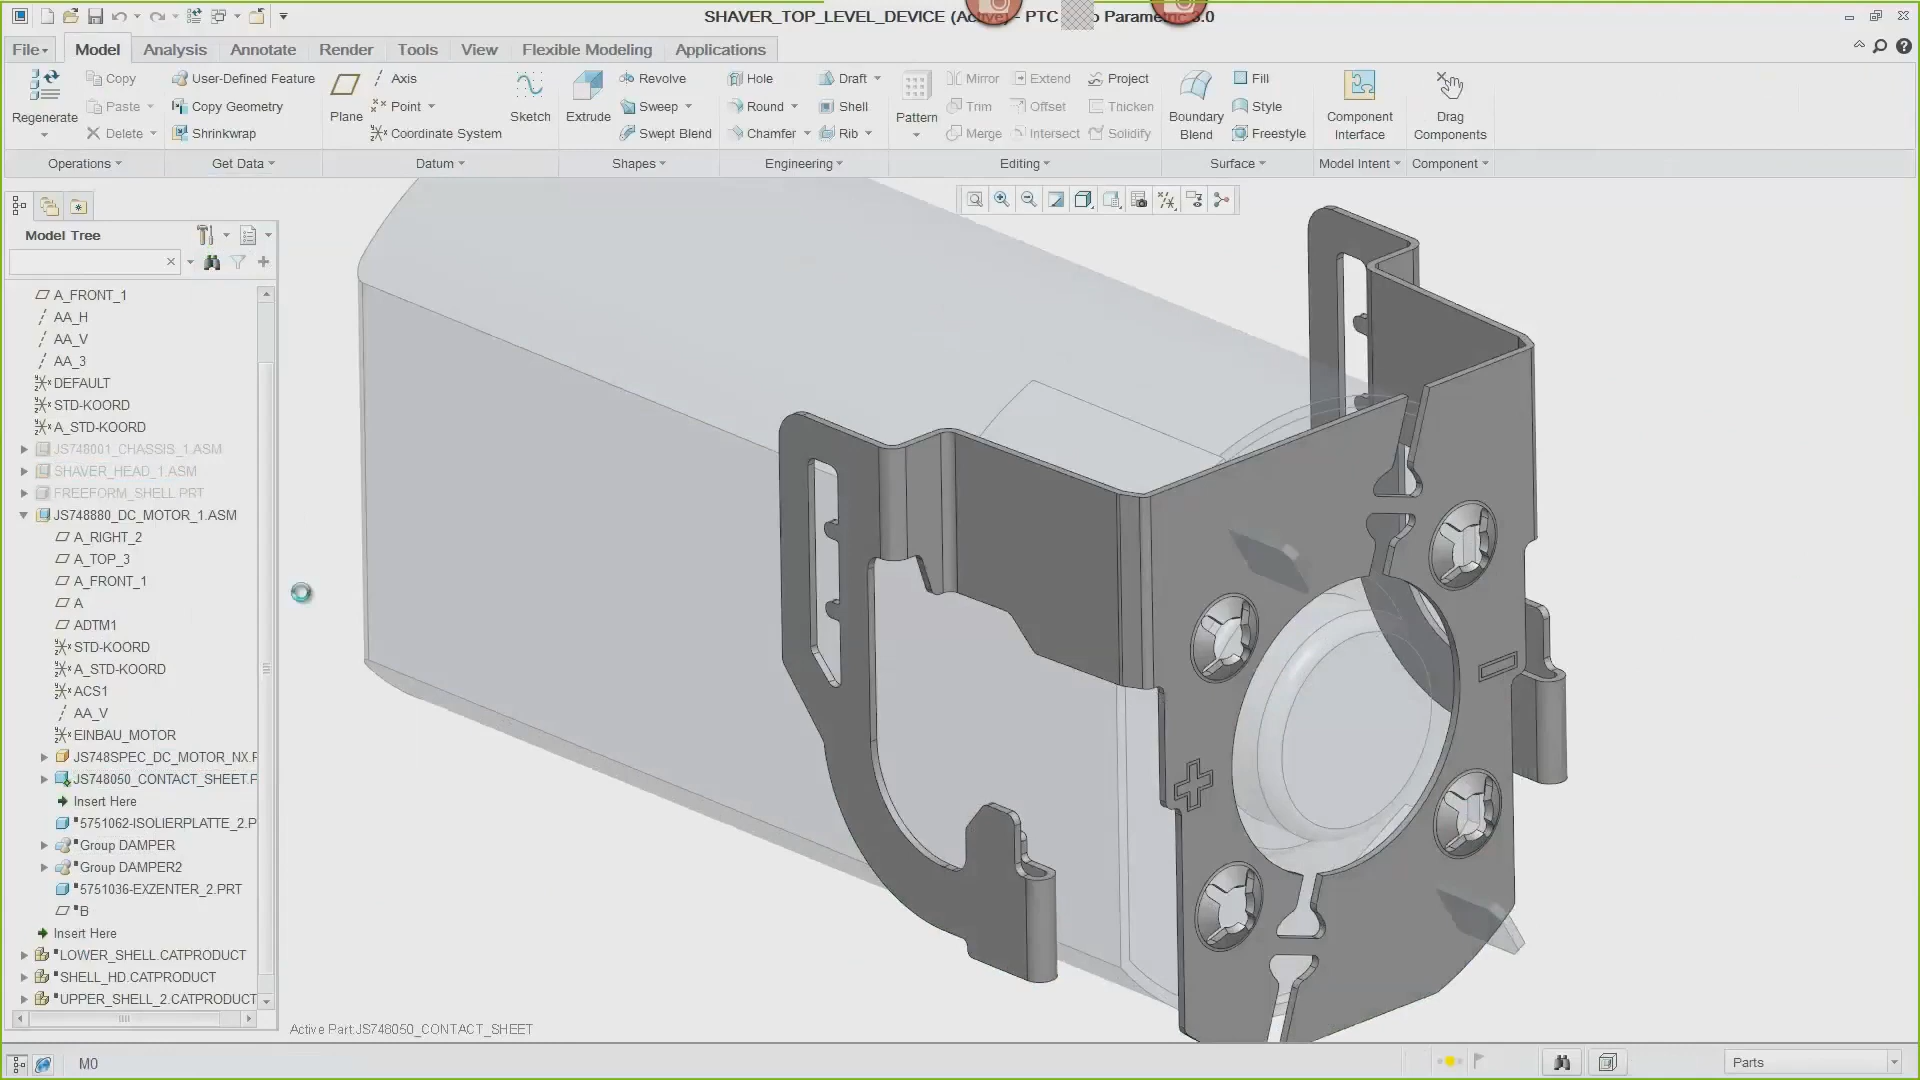 SHAVER_TOP_LEVEL_DEVICE (Active) - PTC
Parametric 3.0
File
Model
Analysis
Annotate
Render
Tools
View
Flexible Modeling
Applications
Regenerate
Copy
Paste
Delete
Operations
User-Defined Feature
Copy Geometry
Shrinkwrap
Get Data
Plane
Axis
Point
Coordinate System
Sketch
Datum
Extrude
Revolve
Sweep
Swept Blend
Shapes
Hole
Round
Chamfer
Draft
Shell
Rib
Engineering
Pattern
Mirror
Trim
Merge
Extend
Offset
Intersect
Project
Thicken
Solidify
Editing
Boundary
Blend
Fill
Style
Freestyle
Surface
Component
Interface
Model Intent
Drag
Components
Component
Model Tree
A_FRONT_1
AA_H
AA_V
AA_3
DEFAULT
STD-KOORD
A_STD-KOORD
JS748001_CHASSIS_1.ASM
SHAVER_HEAD_1.ASM
FREEFORM_SHELL.PRT
JS748880_DC_MOTOR_1.ASM
A_RIGHT_2
A_TOP_3
A_FRONT_1
A
ADTM1
STD-KOORD
A_STD-KOORD
ACS1
AA_V
EINBAU_MOTOR
JS748SPEC_DC_MOTOR_NX.F
JS748050_CONTACT_SHEET.F
Insert Here
5751062-ISOLIERPLATTE_2.P
Group DAMPER
Group DAMPER2
5751036-EXZENTER_2.PRT
B
Insert Here
LOWER_SHELL.CATPRODUCT
SHELL_HD.CATPRODUCT
UPPER_SHELL_2.CATPRODUCT
Active Part:JS748050_CONTACT_SHEET
M0
Parts